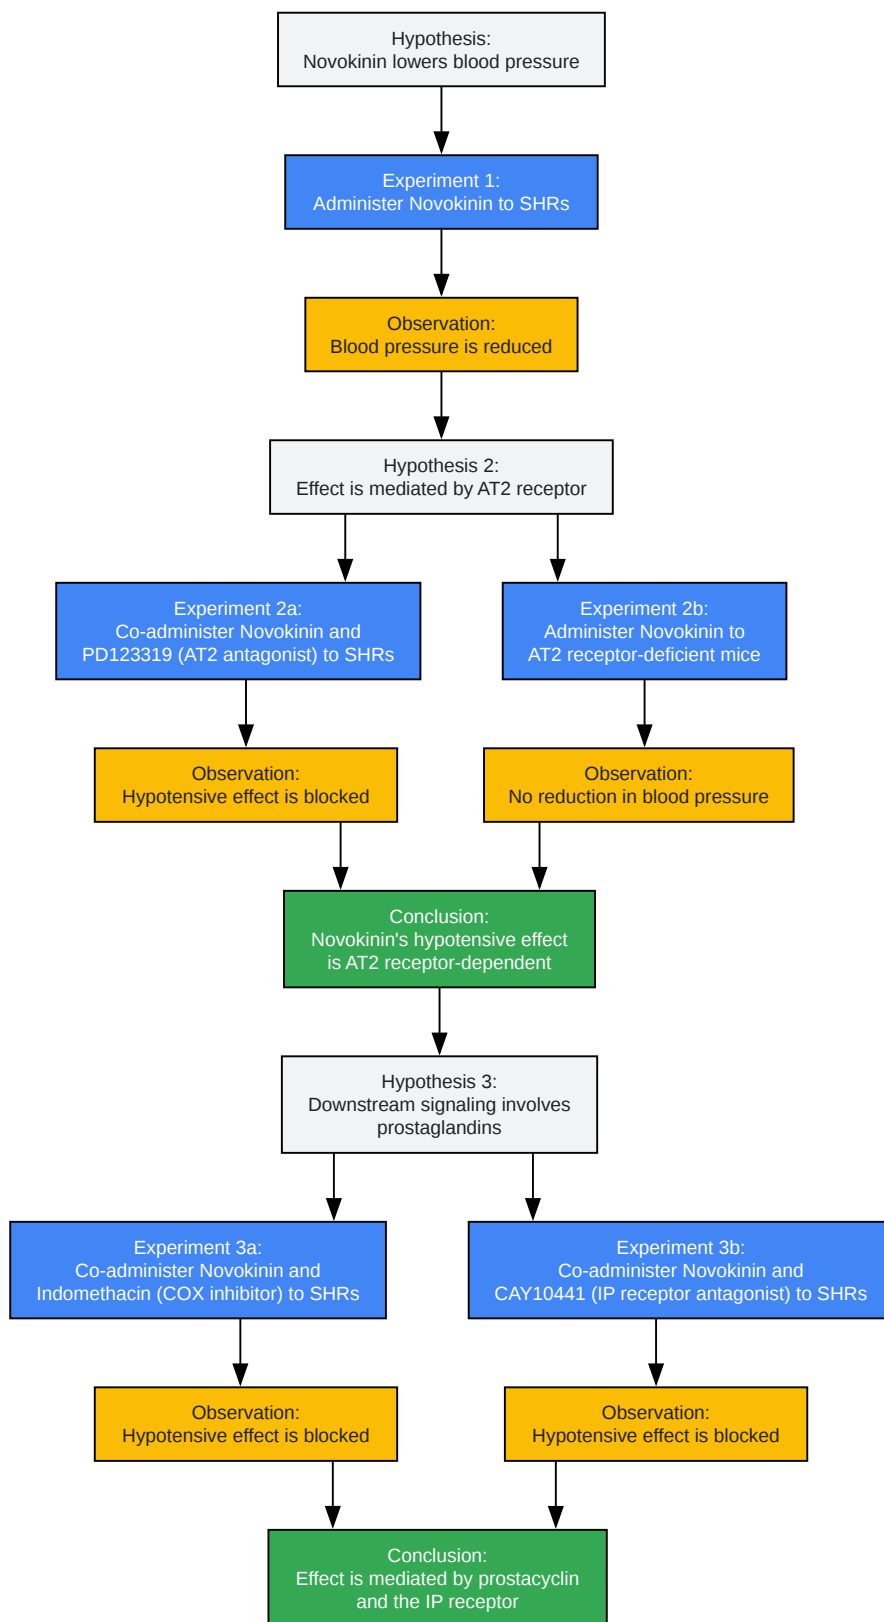 Hypothesis:
Novokinin lowers blood pressure
Experiment 1:
Administer Novokinin to SHRs
Observation:
Blood pressure is reduced
Hypothesis 2:
Effect is mediated by AT2 receptor
Experiment 2a:
Co-administer Novokinin and
PD123319 (AT2 antagonist) to SHRs
Experiment 2b:
Administer Novokinin to
AT2 receptor-deficient mice
Observation:
Hypotensive effect is blocked
Observation:
No reduction in blood pressure
Conclusion:
Novokinin's hypotensive effect
is AT2 receptor-dependent
Hypothesis 3:
Downstream signaling involves
prostaglandins
Experiment 3a:
Co-administer Novokinin and
Indomethacin (COX inhibitor) to SHRs
Experiment 3b:
Co-administer Novokinin and
CAY10441 (IP receptor antagonist) to SHRs
Observation:
Hypotensive effect is blocked
Observation:
Hypotensive effect is blocked
Conclusion:
Effect is mediated by prostacyclin
and the IP receptor